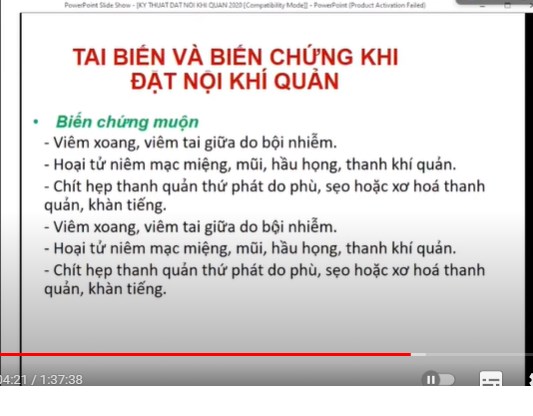 PowerPoint Slide Show - [KY THUAT DAT NOI KHI QUAN 2020 [Compatibility Mode]] - PowerPoint (Product Activation Failed)
TAI BIẾN VÀ BIẾN CHỨNG KHI
ĐẶT NỘI KHÍ QUẢN
• Biến chứng muộn
- Viêm xoang, viêm tai giữa do bội nhiễm.
- Hoại tử niêm mạc miệng, mũi, hầu họng, thanh khí quản.
- Chít hẹp thanh quản thứ phát do phù, sẹo hoặc xơ hoá thanh
quản, khàn tiếng.
- Viêm xoang, viêm tai giữa do bội nhiễm.
- Hoại tử niêm mạc miệng, mũi, hầu họng, thanh khí quản.
- Chít hẹp thanh quản thứ phát do phù, sẹo hoặc xơ hoá thanh
quản, khàn tiếng.
04:21 / 1:37:38